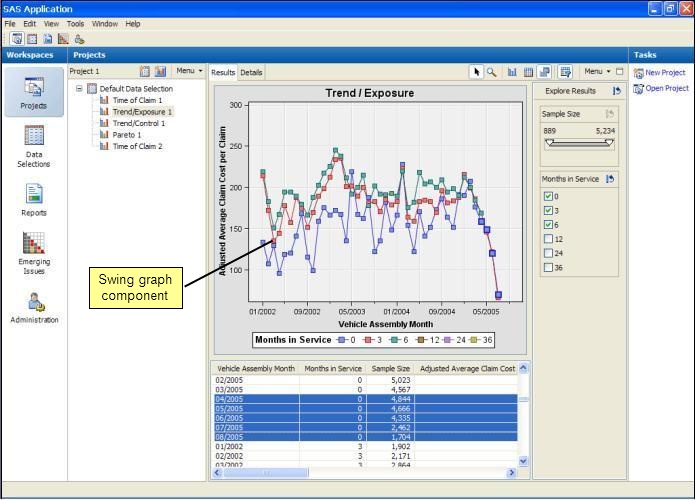 SAS Application
File Edit View Tools Window Help
Workspaces
Projects
Data
Selections
Reports
Emerging
Issues
Administration
Projects
Project 1 Menu
Default Data Selection
Time of Claim 1
Trend/Exposure 1
Trend/Control 1
Pareto 1
Time of Claim 2
Swing graph
component
Results Details Menu
Trend / Exposure
Adjusted Average Claim Cost per Claim
300
250
200
150
100
01/2002 09/2002 05/2003 01/2004 09/2004 05/2005
Vehicle Assembly Month
Months in Service 0 3 6 12 24 36
Vehicle Assembly Month Months in Service Sample Size Adjusted Average Claim Cost
02/2005 0 5,023
03/2005 0 4,567
04/2005 0 4,844
05/2005 0 4,666
06/2005 0 4,335
07/2005 0 2,462
08/2005 0 1,704
01/2002 3 1,902
02/2002 3 2,171
03/2002 3 2,864
Explore Results
Sample Size
889 5,234
Months in Service
0
3
6
12
24
36
Tasks
New Project
Open Project